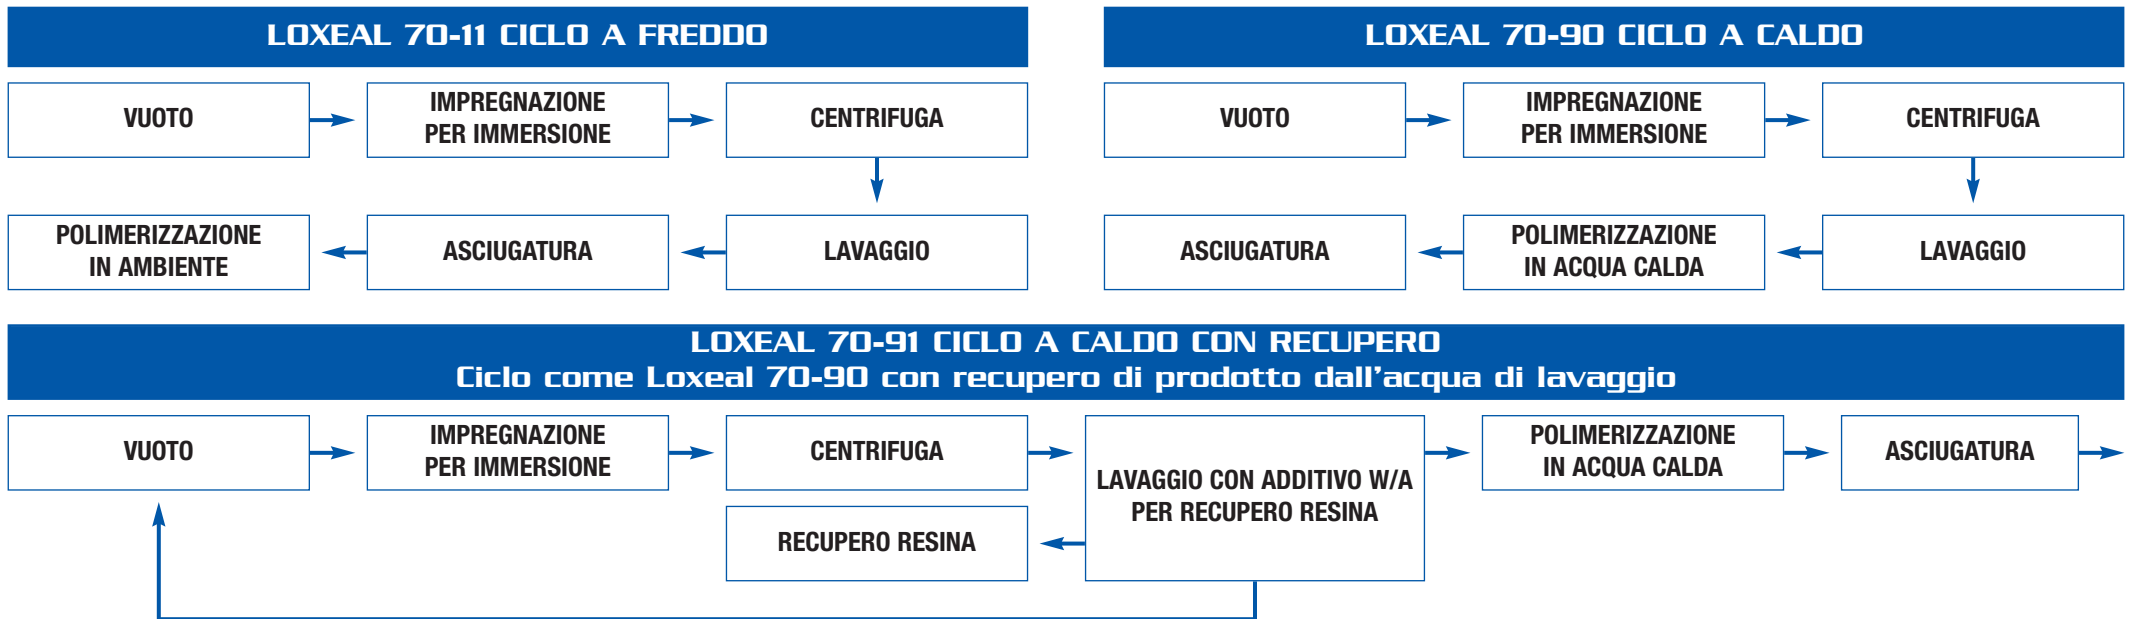 LOXEAL 70-11 CICLO A FREDDO
VUOTO
IMPREGNAZIONE
PER IMMERSIONE
CENTRIFUGA
POLIMERIZZAZIONE
IN AMBIENTE
ASCIUGATURA
LAVAGGIO
LOXEAL 70-90 CICLO A CALDO
VUOTO
IMPREGNAZIONE
PER IMMERSIONE
CENTRIFUGA
ASCIUGATURA
POLIMERIZZAZIONE
IN ACQUA CALDA
LAVAGGIO
LOXEAL 70-91 CICLO A CALDO CON RECUPERO
Ciclo come Loxeal 70-90 con recupero di prodotto dall'acqua di lavaggio
VUOTO
IMPREGNAZIONE
PER IMMERSIONE
CENTRIFUGA
LAVAGGIO CON ADDITIVO W/A
PER RECUPERO RESINA
POLIMERIZZAZIONE
IN ACQUA CALDA
ASCIUGATURA
RECUPERO RESINA